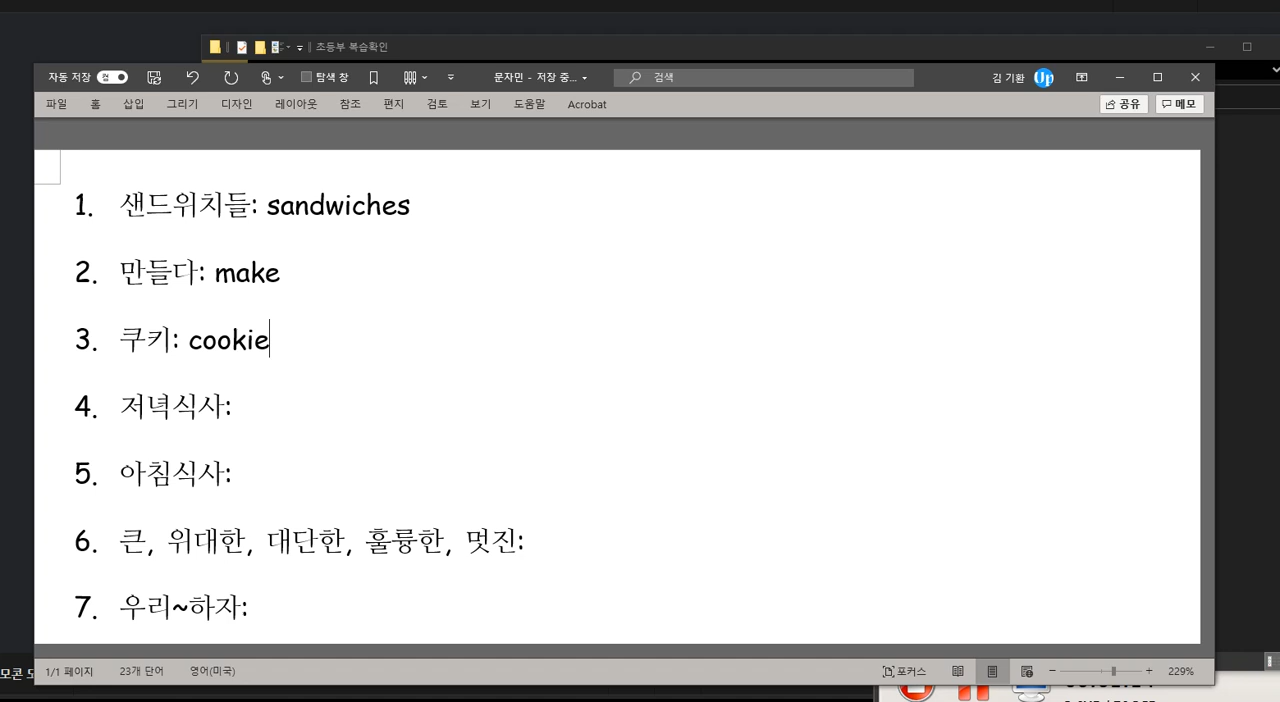 초등부 복습확인
자동 저장 켬 탐색 창 문자민 - 저장 중... 검색 김 기환 Up
파일 홈 삽입 그리기 디자인 레이아웃 참조 편지 검토 보기 도움말 Acrobat 공유 메모
1. 샌드위치들: sandwiches
2. 만들다: make
3. 쿠키: cookie
4. 저녁식사:
5. 아침식사:
6. 큰, 위대한, 대단한, 훌륭한, 멋진:
7. 우리~하자:
1/1 페이지 23개 단어 영어(미국) 포커스 229%